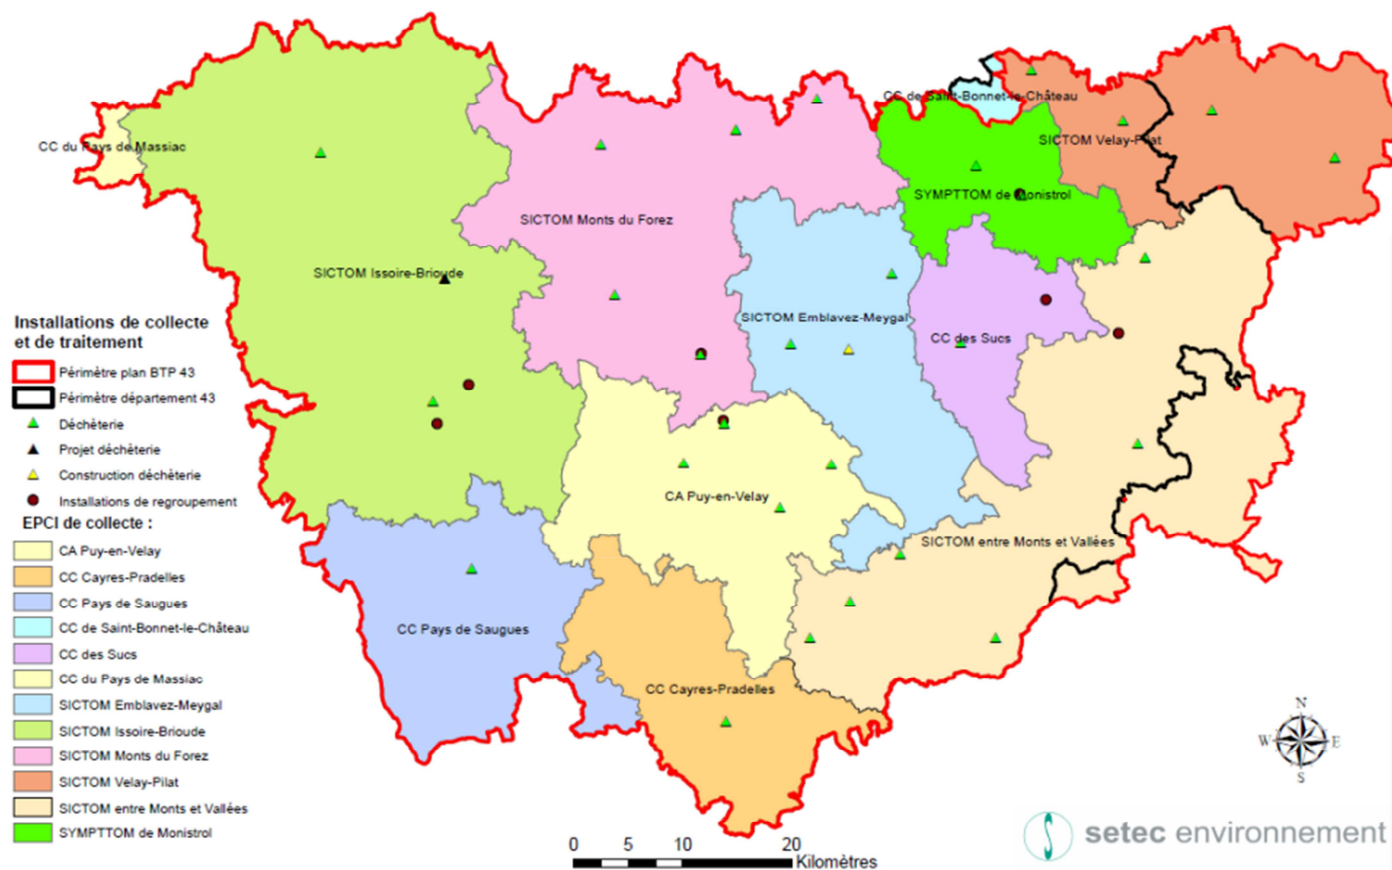 CC de Saint-Bonnet-le-Château
CC du Pays de Massiac
SICTOM Velay-Pilat
SYMPTTOM de Monistrol
SICTOM Monts du Forez
SICTOM Issoire-Brioude
SICTOM Emblavez-Meygal
CC des Sucs
CA Puy-en-Velay
SICTOM entre Monts et Vallées
CC Pays de Saugues
CC Cayres-Pradelles
Installations de collecte
et de traitement
Périmètre plan BTP 43
Périmètre département 43
Déchèterie
Projet déchèterie
Construction déchèterie
Installations de regroupement
EPCI de collecte :
CA Puy-en-Velay
CC Cayres-Pradelles
CC Pays de Saugues
CC de Saint-Bonnet-le-Château
CC des Sucs
CC du Pays de Massiac
SICTOM Emblavez-Meygal
SICTOM Issoire-Brioude
SICTOM Monts du Forez
SICTOM Velay-Pilat
SICTOM entre Monts et Vallées
SYMPTTOM de Monistrol
N
W E
S
0 5 10 20
Kilomètres
setec environnement